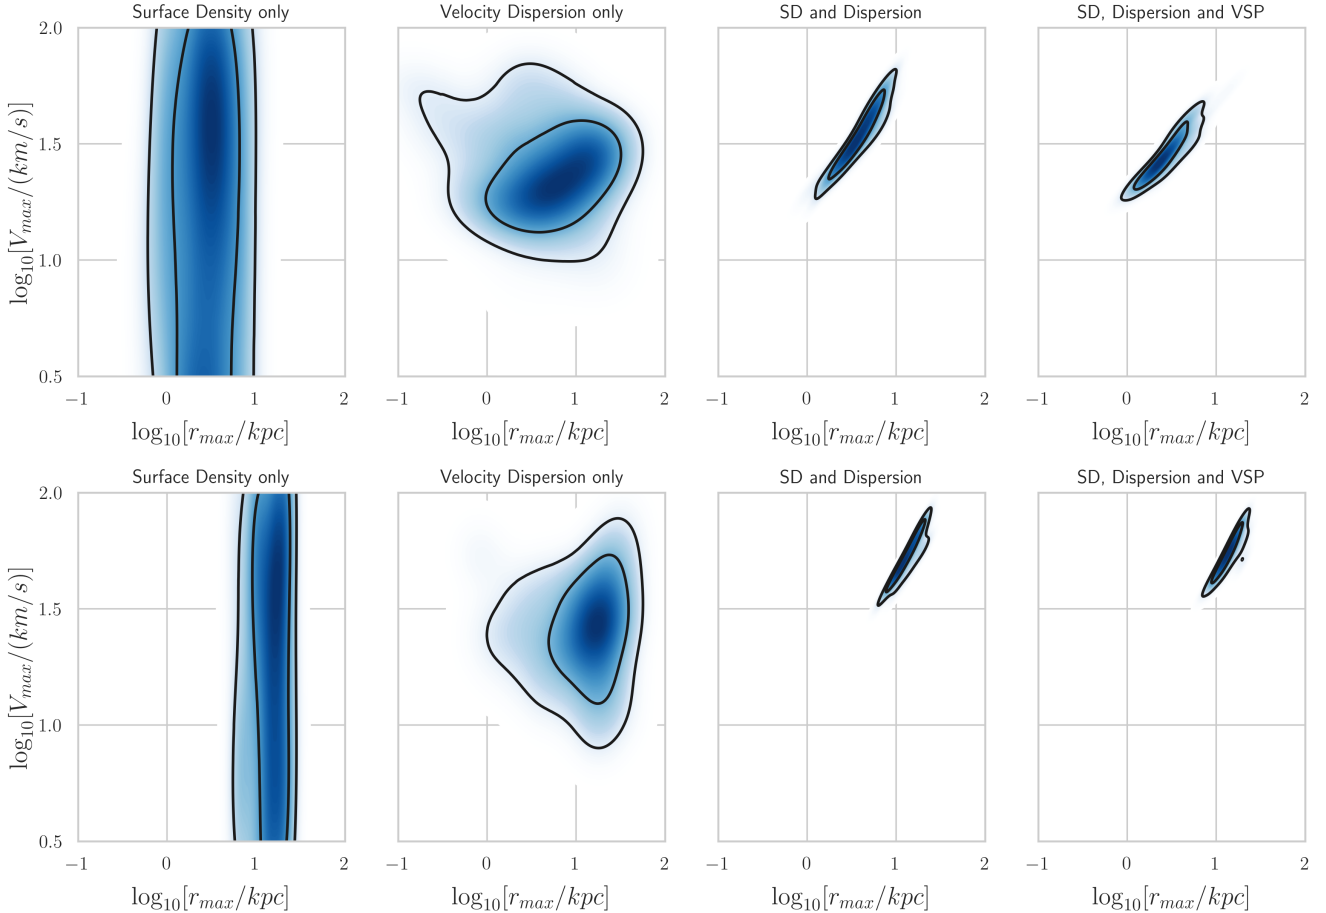 Surface Density only
Velocity Dispersion only
SD and Dispersion
SD, Dispersion and VSP
2.0
1.5
1.0
0.5
log10[Vmax/(km/s)]
−1 0 1 2
−1 0 1 2
−1 0 1 2
−1 0 1 2
log10[rmax/kpc]
log10[rmax/kpc]
log10[rmax/kpc]
log10[rmax/kpc]
Surface Density only
Velocity Dispersion only
SD and Dispersion
SD, Dispersion and VSP
2.0
1.5
1.0
0.5
log10[Vmax/(km/s)]
−1 0 1 2
−1 0 1 2
−1 0 1 2
−1 0 1 2
log10[rmax/kpc]
log10[rmax/kpc]
log10[rmax/kpc]
log10[rmax/kpc]